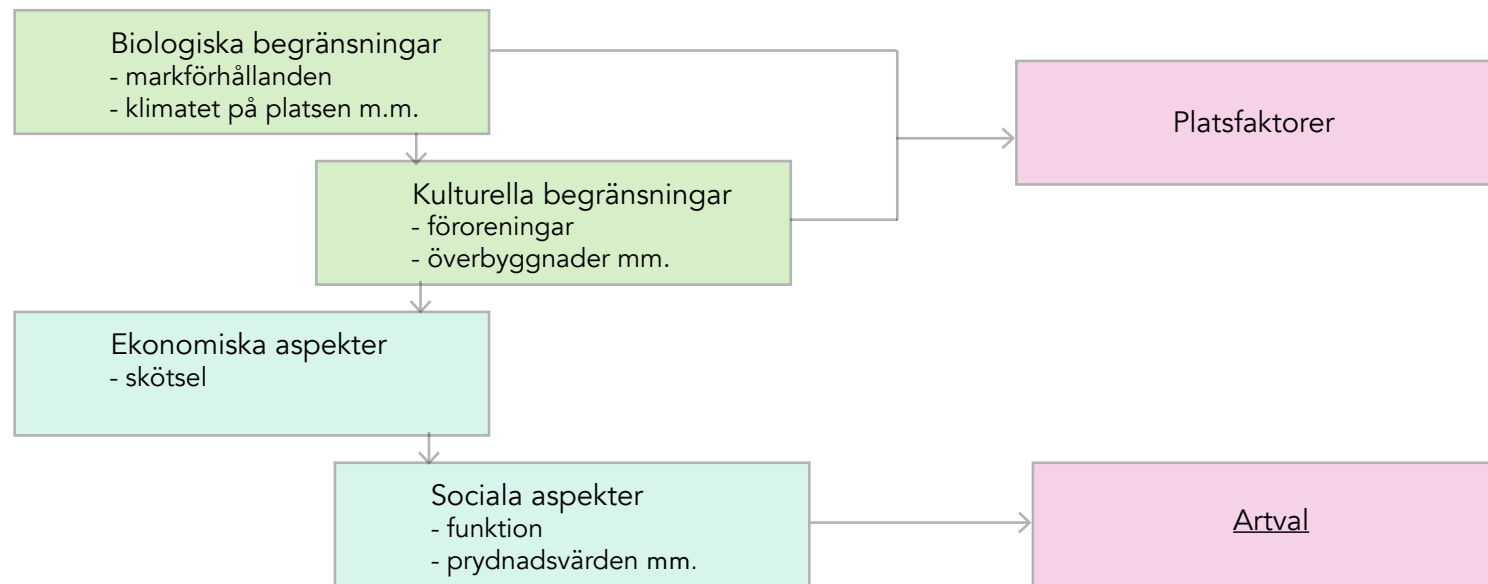 Biologiska begränsningar
- markförhållanden
- klimatet på platsen m.m.
Platsfaktorer
Kulturella begränsningar
- föroreningar
- överbyggnader mm.
Ekonomiska aspekter
- skötsel
Sociala aspekter
- funktion
- prydnadsvärden mm.
Artval